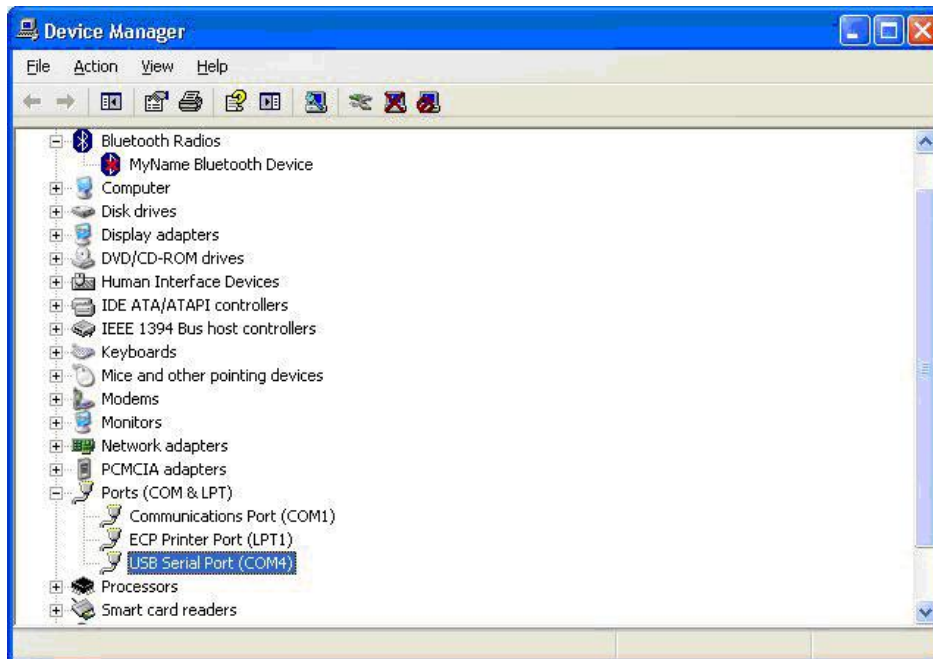 Device Manager
File Action View Help
Bluetooth Radios
MyName Bluetooth Device
Computer
Disk drives
Display adapters
DVD/CD-ROM drives
Human Interface Devices
IDE ATA/ATAPI controllers
IEEE 1394 Bus host controllers
Keyboards
Mice and other pointing devices
Modems
Monitors
Network adapters
PCMCIA adapters
Ports (COM & LPT)
Communications Port (COM1)
ECP Printer Port (LPT1)
USB Serial Port (COM4)
Processors
Smart card readers